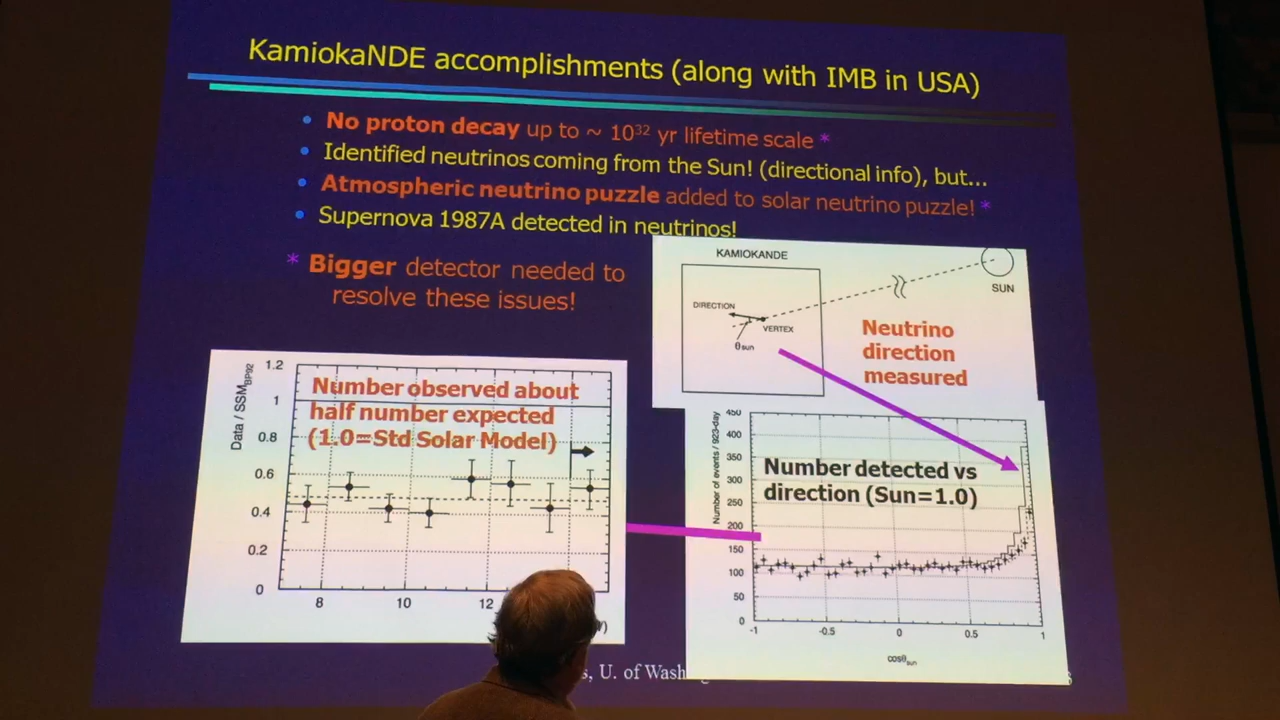 KamiokaNDE accomplishments (along with IMB in USA)
• No proton decay up to ~ 10³² yr lifetime scale *
• Identified neutrinos coming from the Sun! (directional info), but...
• Atmospheric neutrino puzzle added to solar neutrino puzzle! *
• Supernova 1987A detected in neutrinos!
* Bigger detector needed to
resolve these issues!
KAMIOKANDE
SUN
DIRECTION
VERTEX
θsun
Neutrino
direction
measured
Data / SSM BP92
1.2
1
0.8
0.6
0.4
0.2
0
8
10
12
Number observed about
half number expected
(1.0=Std Solar Model)
Number of events / 923-day
450
400
350
300
250
200
150
100
50
0
-1
-0.5
0
0.5
1
cosθsun
Number detected vs
direction (Sun=1.0)
U. of Wash